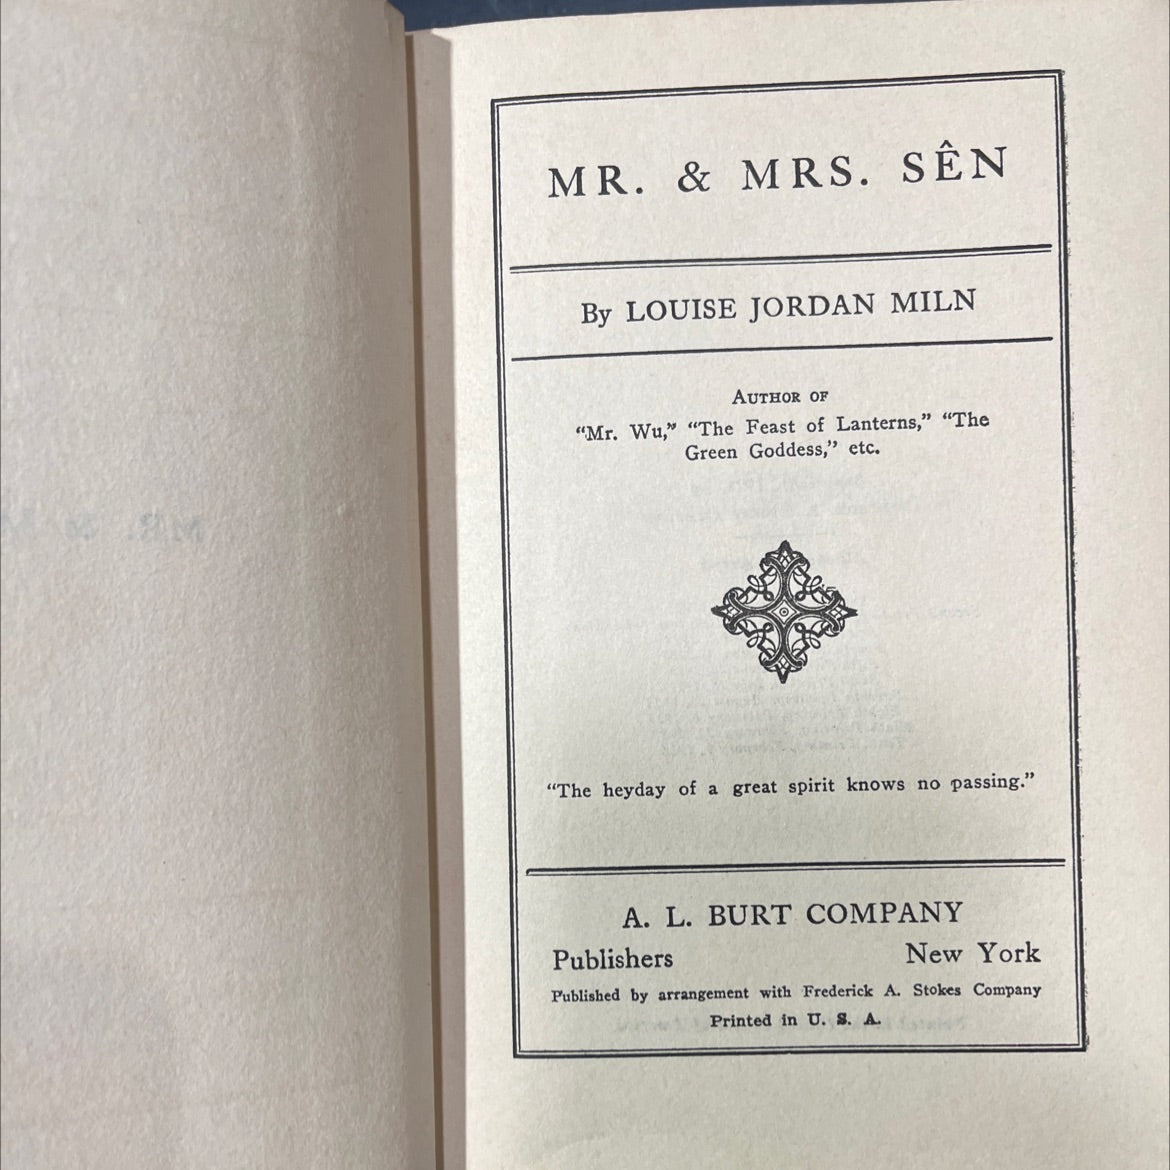 MR. & MRS. SÊN
By LOUISE JORDAN MILN
AUTHOR OF
“Mr. Wu,” “The Feast of Lanterns,” “The
Green Goddess,” etc.
“The heyday of a great spirit knows no passing.”
A. L. BURT COMPANY
Publishers New York
Published by arrangement with Frederick A. Stokes Company
Printed in U. S. A.